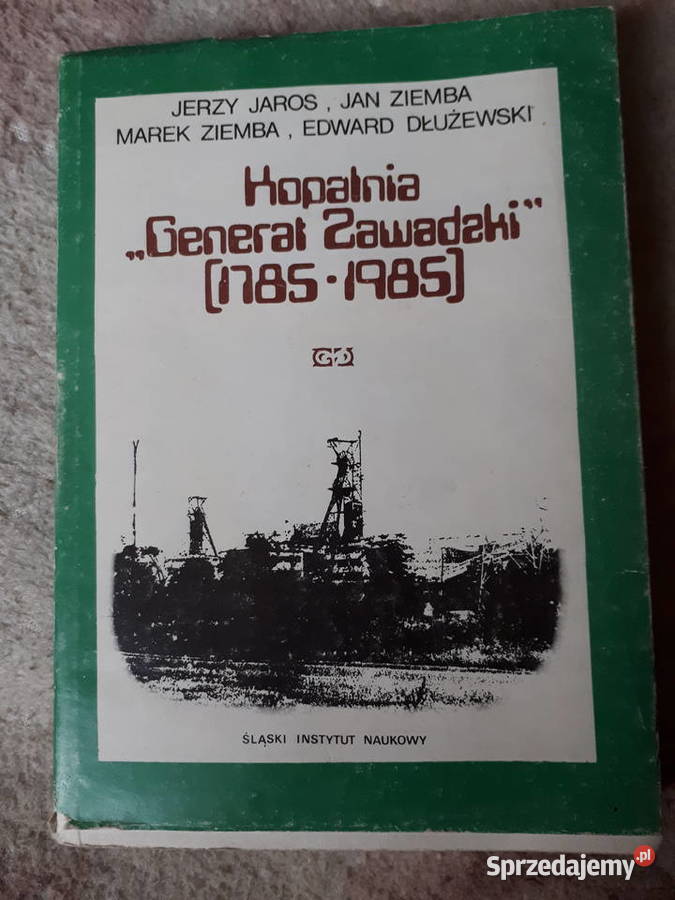 JERZY JAROS, JAN ZIEMBA
MAREK ZIEMBA, EDWARD DŁUŻEWSKI
Kopalnia
„Generał Zawadzki”
(1785-1985)
ŚLĄSKI INSTYTUT NAUKOWY
Sprzedajemy.pl